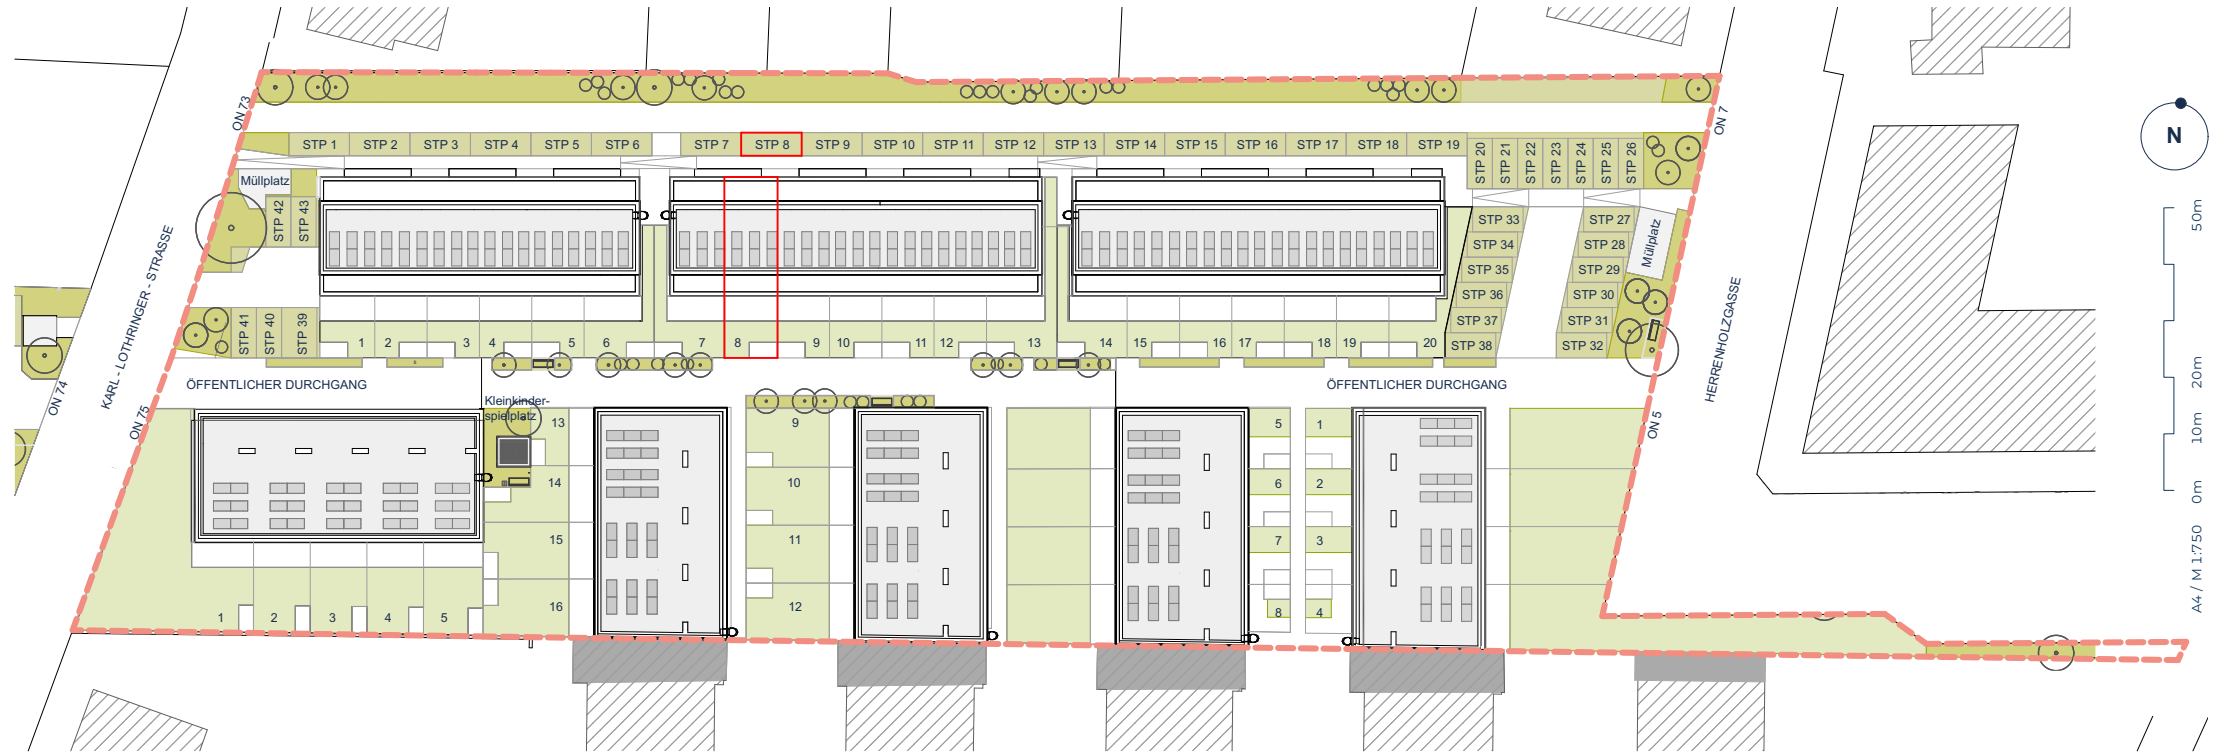 ON 73
ON 7
STP 1 STP 2 STP 3 STP 4 STP 5 STP 6 STP 7 STP 8 STP 9 STP 10 STP 11 STP 12 STP 13 STP 14 STP 15 STP 16 STP 17 STP 18 STP 19
STP 20 STP 21 STP 22 STP 23 STP 24 STP 25 STP 26
N
Müllplatz
STP 42 STP 43
STP 33 STP 27
STP 34 STP 28
STP 35 STP 29
STP 36 STP 30
STP 37 STP 31
STP 38 STP 32
Müllplatz
STP 41 STP 40 STP 39
1 2 3 4 5 6 7 8 9 10 11 12 13 14 15 16 17 18 19 20
KARL - LOTHRINGER - STRASSE
HERRENHOLZGASSE
ÖFFENTLICHER DURCHGANG
ÖFFENTLICHER DURCHGANG
ON 74
ON 75
ON 5
Kleinkinder-
spielplatz
13 9 5 1
14 10 6 2
15 11 7 3
16 12 8 4
1 2 3 4 5
50m
20m
10m
0m
A4 / M 1:750